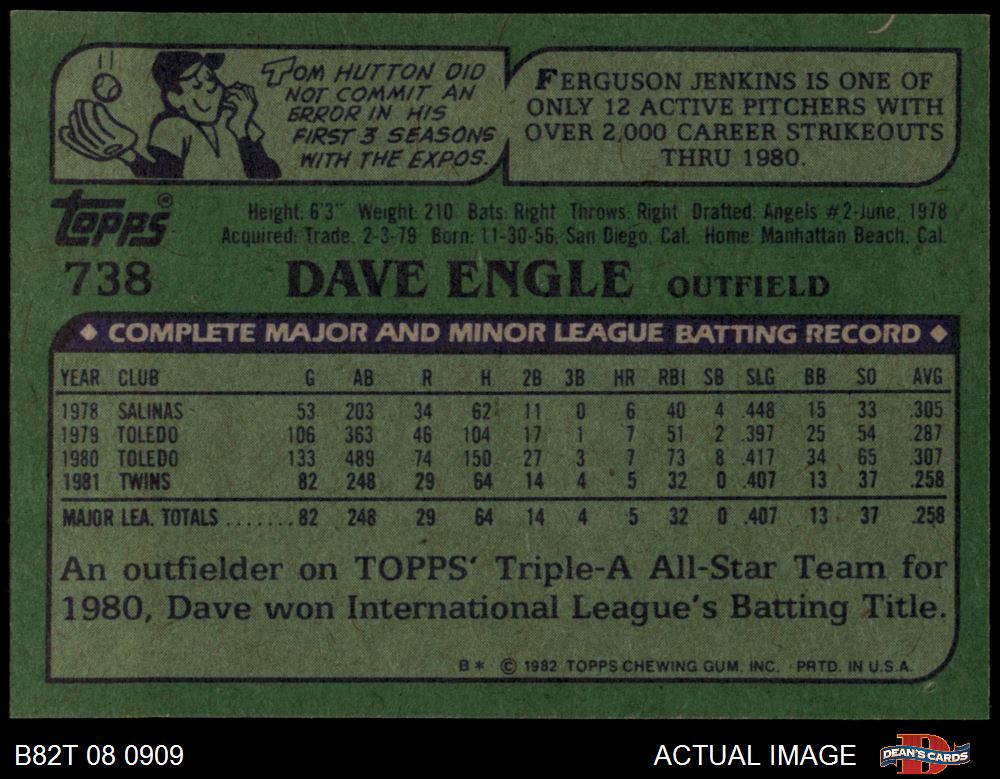 TOM HUTTON DID
NOT COMMIT AN
ERROR IN HIS
FIRST 3 SEASONS
WITH THE EXPOS.
FERGUSON JENKINS IS ONE OF
ONLY 12 ACTIVE PITCHERS WITH
OVER 2,000 CAREER STRIKEOUTS
THRU 1980.
Topps®
Height: 6'3" Weight: 210 Bats: Right Throws: Right Drafted: Angels #2-June, 1978
Acquired: Trade, 2-3-79 Born: 11-30-56, San Diego, Cal. Home: Manhattan Beach, Cal.
738 DAVE ENGLE OUTFIELD
◆ COMPLETE MAJOR AND MINOR LEAGUE BATTING RECORD ◆
YEAR CLUB G AB R H 2B 3B HR RBI SB SLG BB SO AVG
1978 SALINAS 53 203 34 62 11 0 6 40 4 .448 15 33 .305
1979 TOLEDO 106 363 46 104 17 1 7 51 2 .397 25 54 .287
1980 TOLEDO 133 489 74 150 27 3 7 73 8 .417 34 65 .307
1981 TWINS 82 248 29 64 14 4 5 32 0 .407 13 37 .258
MAJOR LEA. TOTALS ....... 82 248 29 64 14 4 5 32 0 .407 13 37 .258
An outfielder on TOPPS' Triple-A All-Star Team for
1980, Dave won International League's Batting Title.
B* © 1982 TOPPS CHEWING GUM, INC. PRTD. IN U.S.A.
B82T 08 0909 ACTUAL IMAGE DEAN'S CARDS